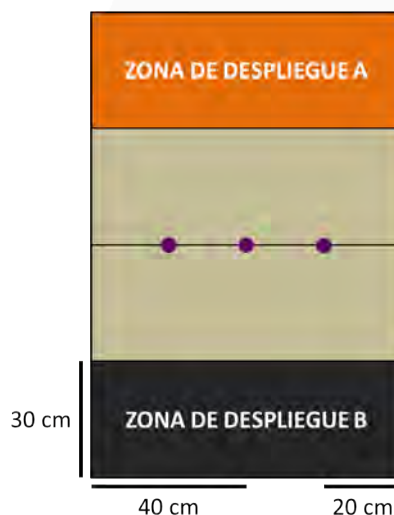 ZONA DE DESPLIEGUE A
30 cm
ZONA DE DESPLIEGUE B
40 cm
20 cm